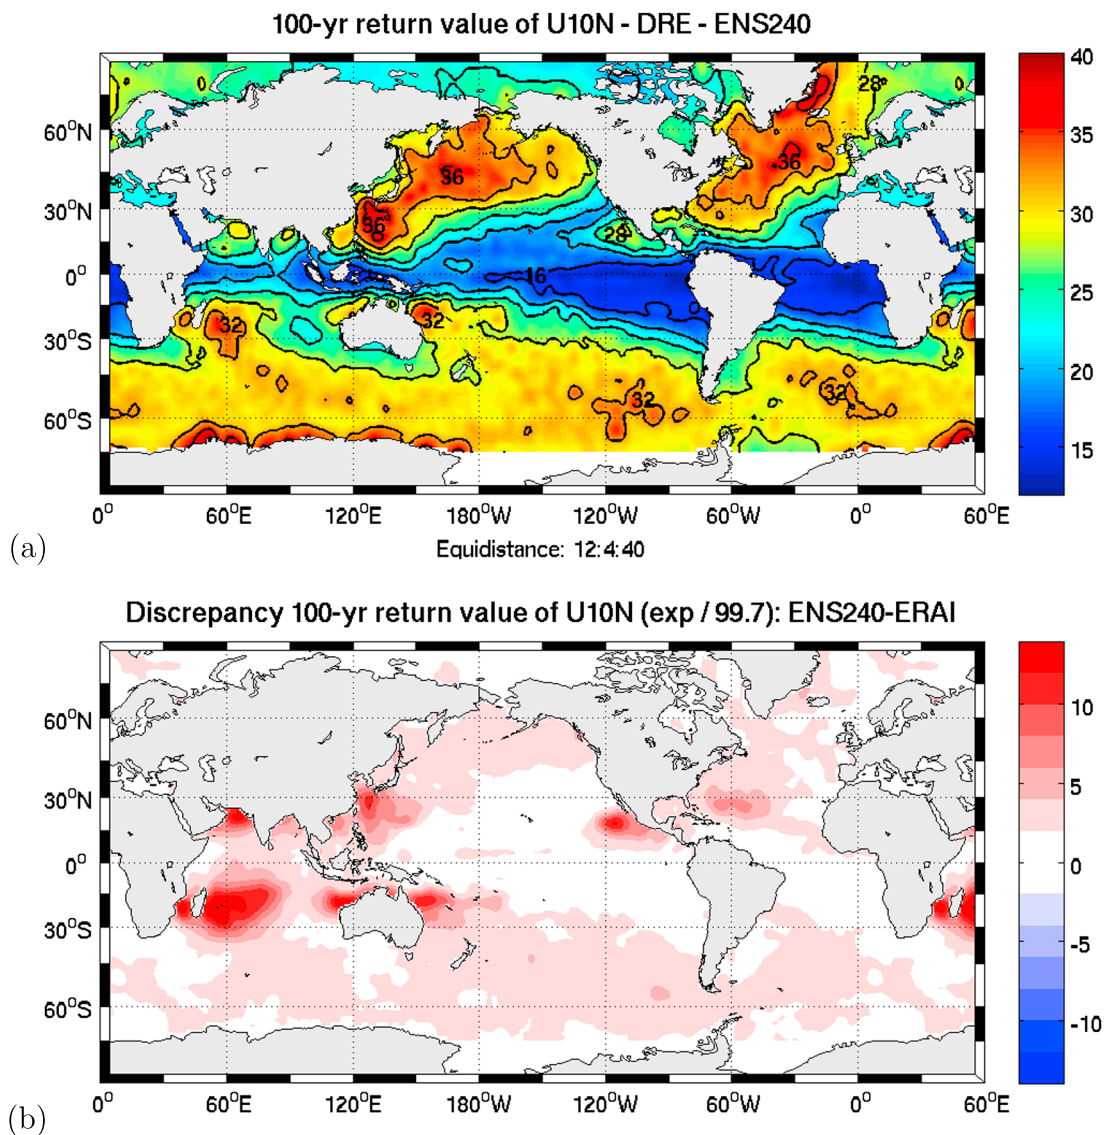 100-yr return value of U10N - DRE - ENS240
40
28
60°N
35
36
36
30°N
36
28
30
0°
16
25
32
32
30°S
20
32
32
60°S
15
0° 60°E 120°E 180°W 120°W 60°W 0° 60°E
(a)
Equidistance: 12:4:40
Discrepancy 100-yr return value of U10N (exp / 99.7): ENS240-ERAI
10
60°N
5
30°N
0°
0
30°S
-5
60°S
-10
0° 60°E 120°E 180°W 120°W 60°W 0° 60°E
(b)